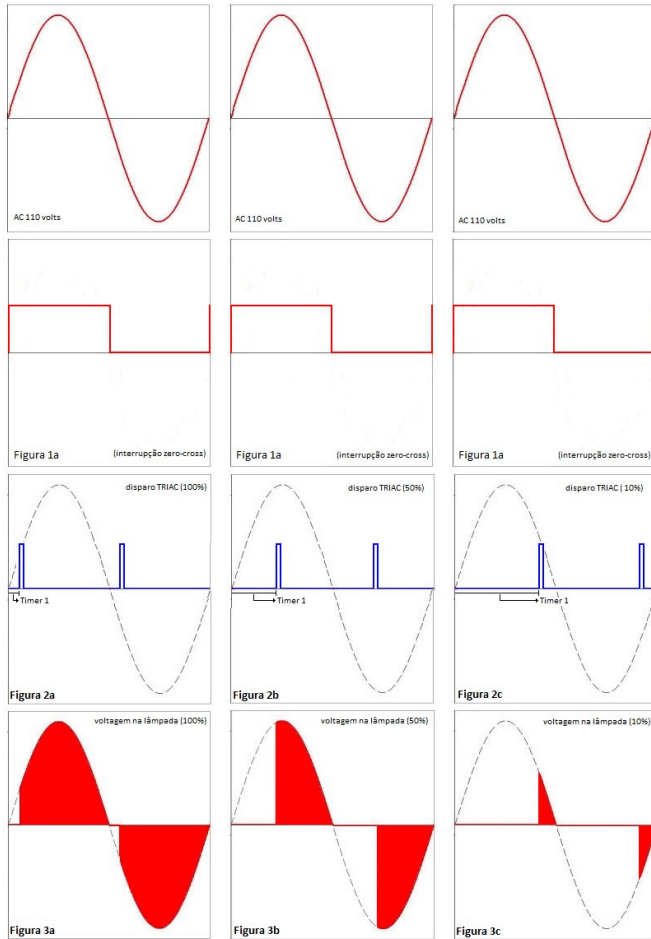 AC 110 volts
AC 110 volts
AC 110 volts
Figura 1a
(interrupção zero-cross)
Figura 1a
(interrupção zero-cross)
Figura 1a
(interrupção zero-cross)
disparo TRIAC (100%)
Timer 1
Figura 2a
disparo TRIAC (50%)
Timer 1
Figura 2b
disparo TRIAC ( 10%)
Timer 1
Figura 2c
voltagem na lâmpada (100%)
Figura 3a
voltagem na lâmpada (50%)
Figura 3b
voltagem na lâmpada (10%)
Figura 3c